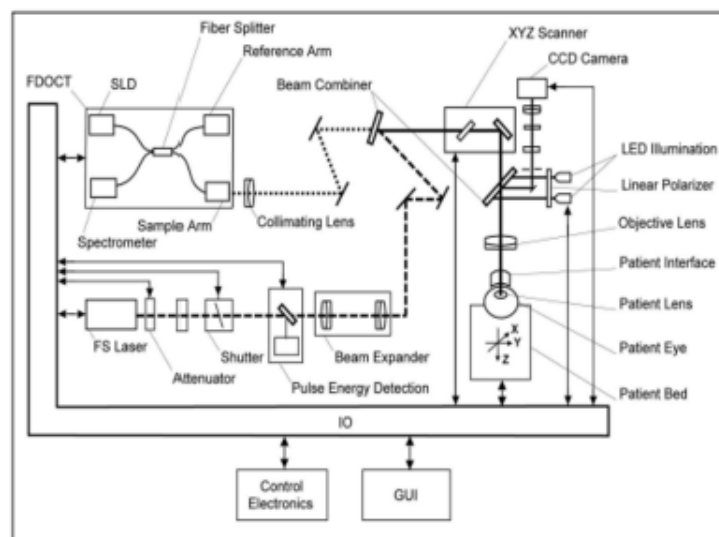 Fiber Splitter
Reference Arm
XYZ Scanner
CCD Camera
FDOCT
SLD
Beam Combiner
LED Illumination
Linear Polarizer
Sample Arm
Collimating Lens
Spectrometer
Objective Lens
Patient Interface
Patient Lens
X
Y
Z
FS Laser
Shutter
Beam Expander
Patient Eye
Attenuator
Pulse Energy Detection
Patient Bed
IO
Control
Electronics
GUI